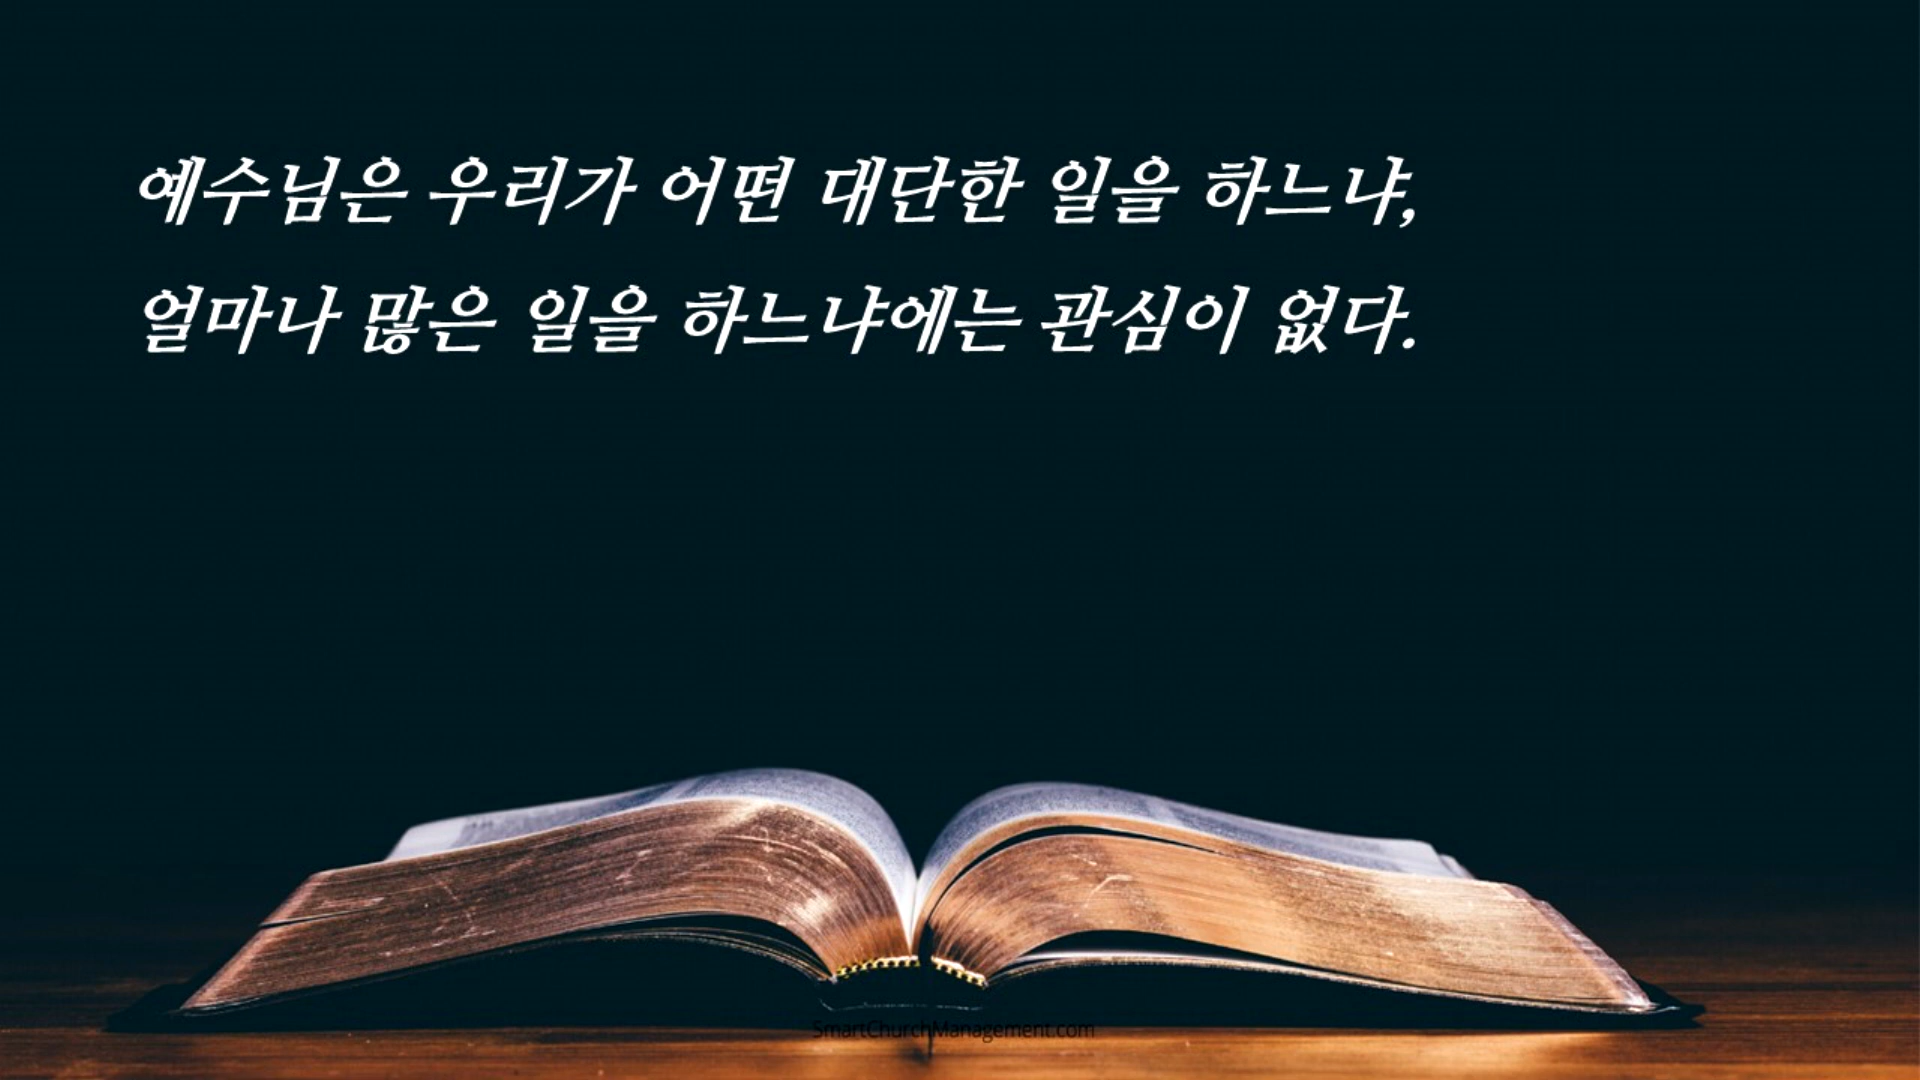 예수님은 우리가 어떤 대단한 일을 하느냐,
얼마나 많은 일을 하느냐에는 관심이 없다.
SmartChurchManagement.com